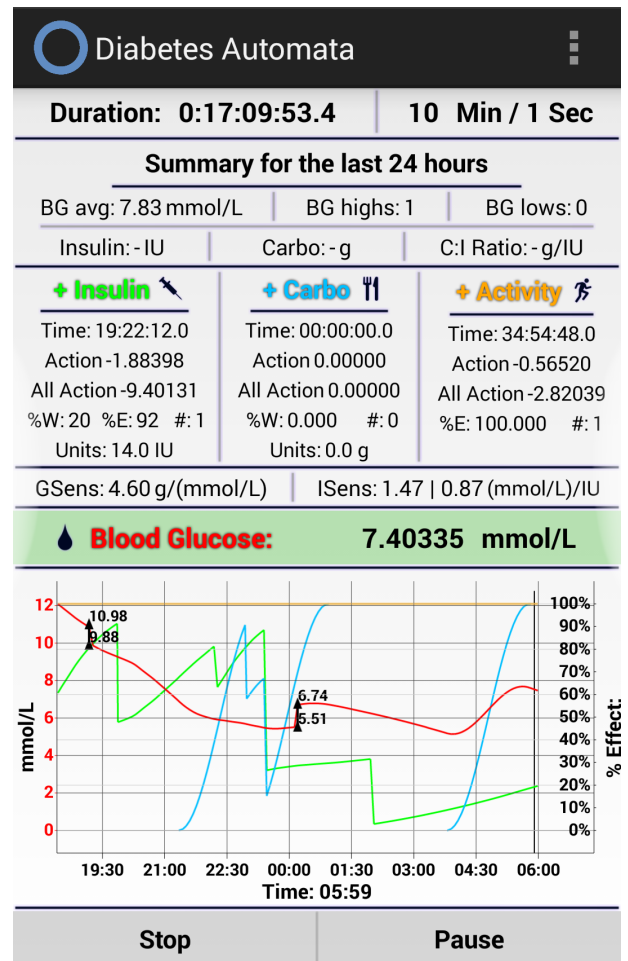 Diabetes Automata
Duration: 0:17:09:53.4 10 Min / 1 Sec
Summary for the last 24 hours
BG avg: 7.83 mmol/L BG highs: 1 BG lows: 0
Insulin: - IU Carbo: - g C:I Ratio: - g/IU
+ Insulin + Carbo + Activity
Time: 19:22:12.0 Time: 00:00:00.0 Time: 34:54:48.0
Action -1.88398 Action 0.00000 Action -0.56520
All Action -9.40131 All Action 0.00000 All Action -2.82039
%W: 20 %E: 92 #: 1 %W: 0.000 #: 0 %E: 100.000 #: 1
Units: 14.0 IU Units: 0.0 g
GSens: 4.60 g/(mmol/L) ISens: 1.47 | 0.87 (mmol/L)/IU
Blood Glucose: 7.40335 mmol/L
12 100%
10.98
90%
10 9.88 80%
70%
8 60%
6.74
6 5.51 50%
40%
4 30%
2 20%
10%
0 0%
mmol/L
% Effect:
19:30 21:00 22:30 00:00 01:30 03:00 04:30 06:00
Time: 05:59
Stop Pause